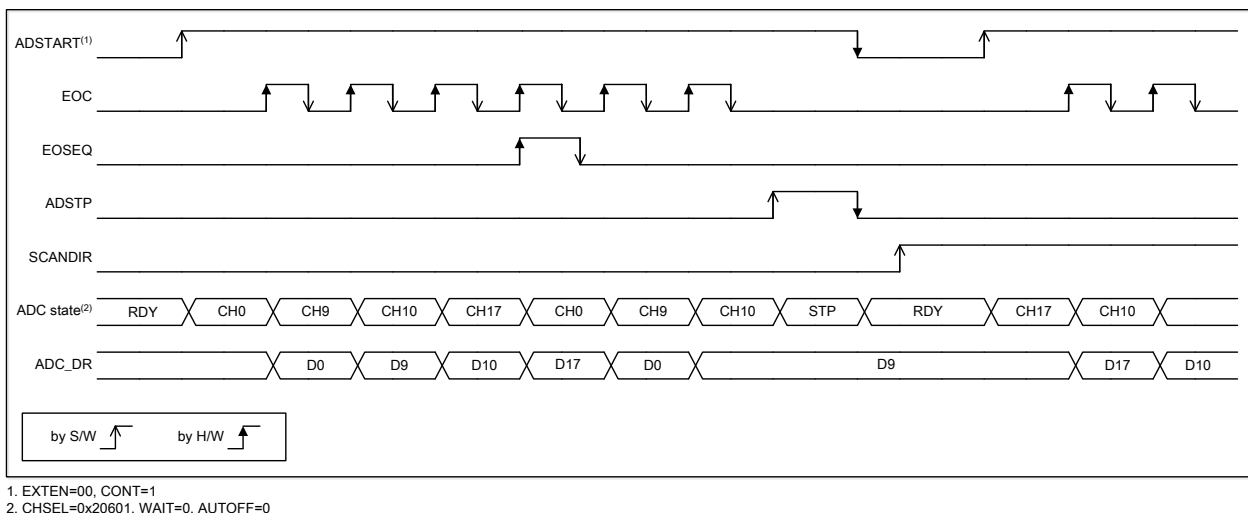 ADSTART(1)
EOC
EOSEQ
ADSTP
SCANDIR
ADC state(2) RDY CH0 CH9 CH10 CH17 CH0 CH9 CH10 STP RDY CH17 CH10
ADC_DR D0 D9 D10 D17 D0 D9 D17 D10
by S/W by H/W
1. EXTEN=00, CONT=1
2. CHSEL=0x20601, WAIT=0, AUTOFF=0